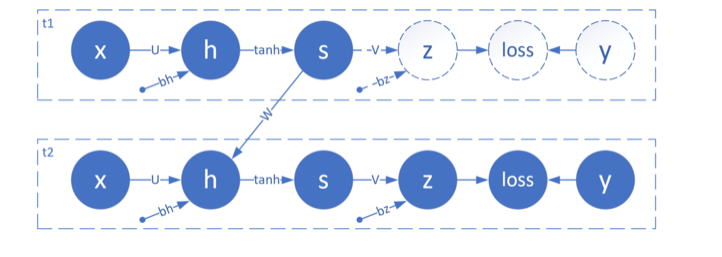 t1
x U h tanh s V z loss y
bh bz
W
t2
x U h tanh s V z loss y
bh bz